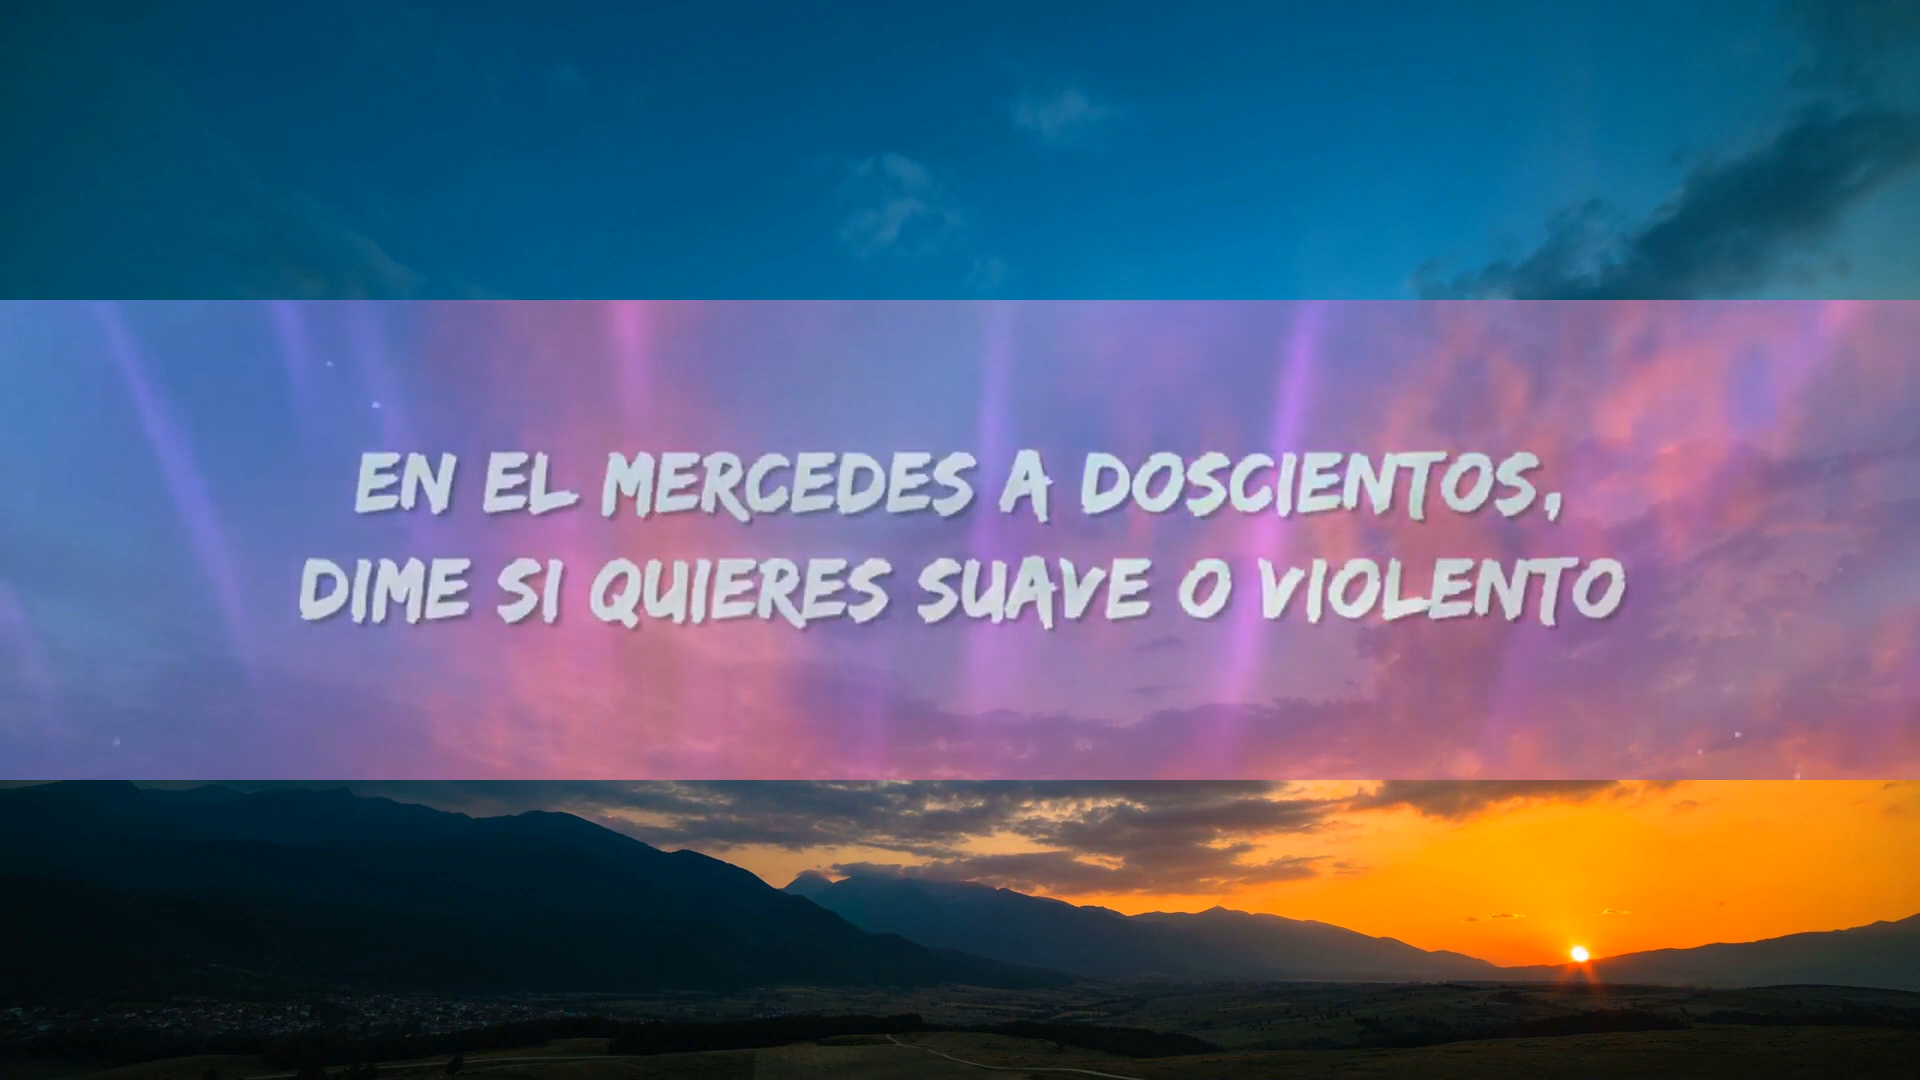 EN EL MERCEDES A DOSCIENTOS,
DIME SI QUIERES SUAVE O VIOLENTO